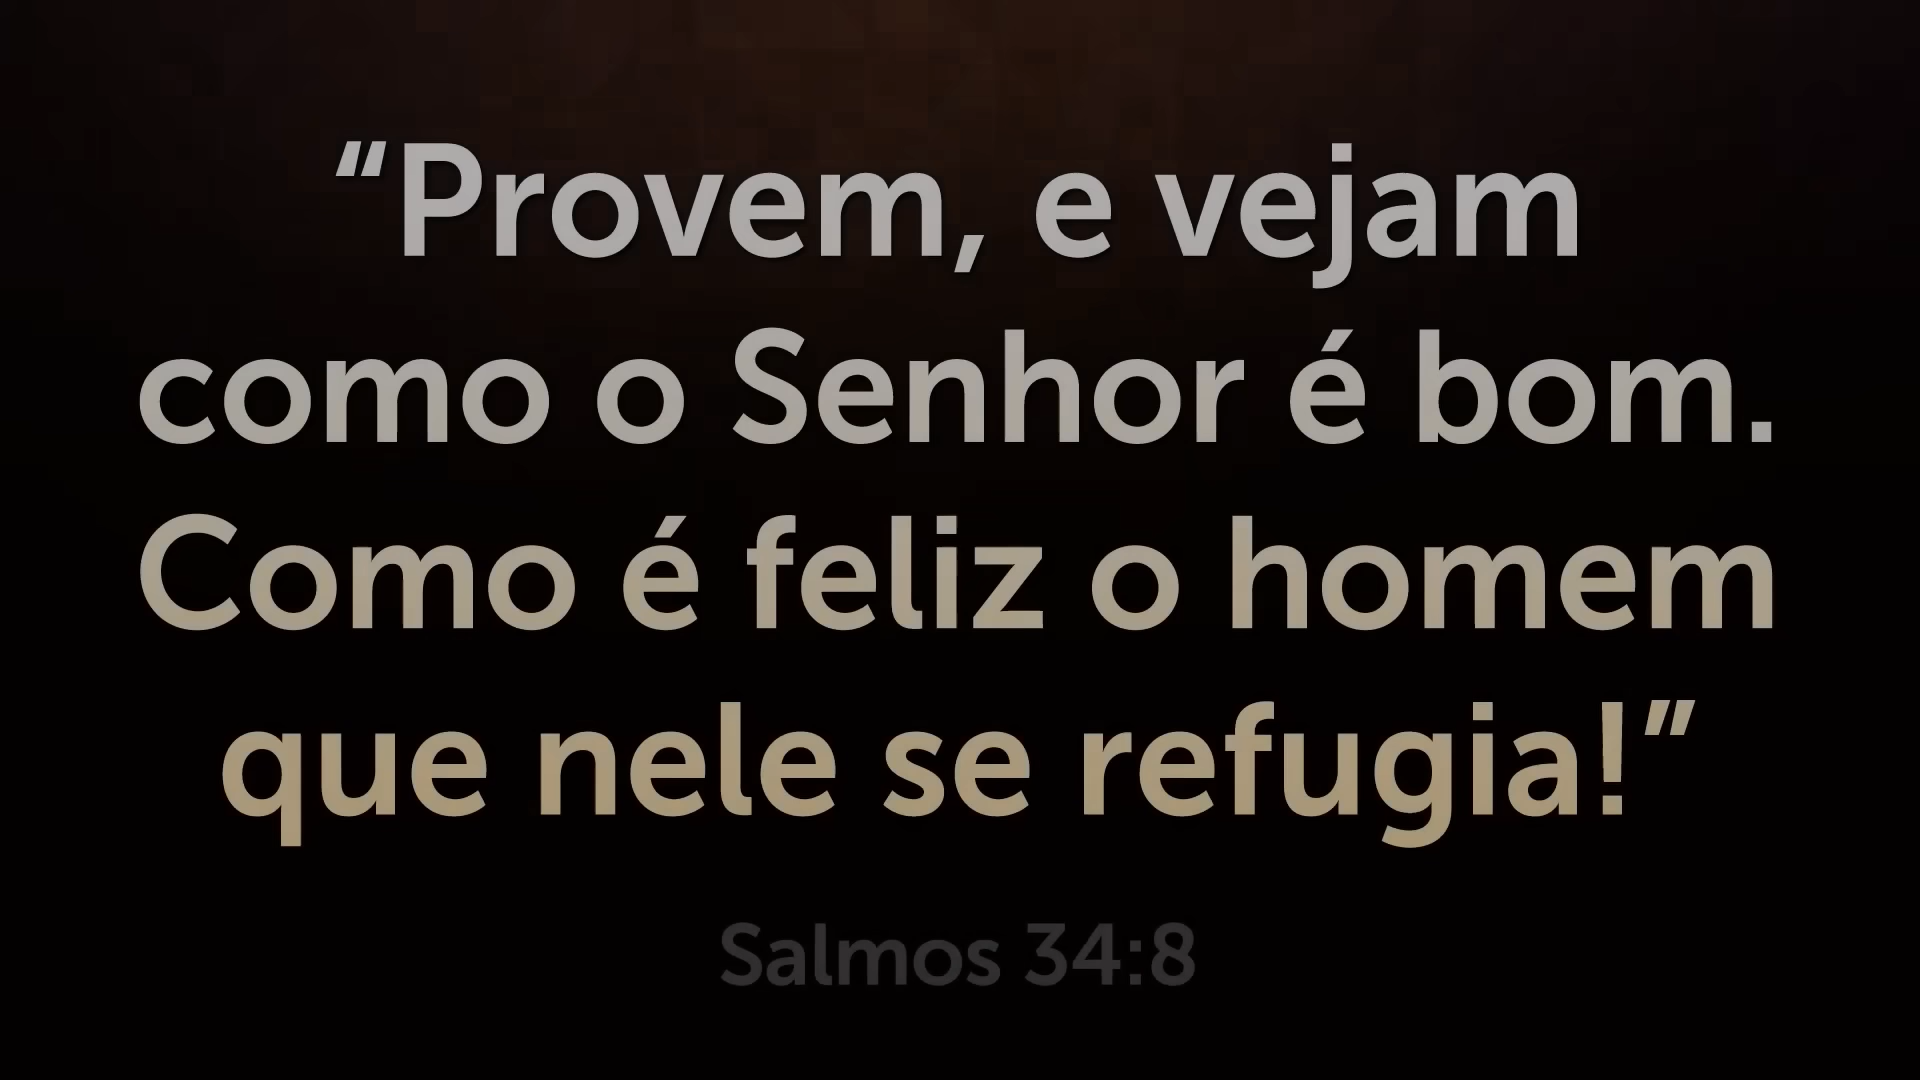 “Provem, e vejam
como o Senhor é bom.
Como é feliz o homem
que nele se refugia!”
Salmos 34:8